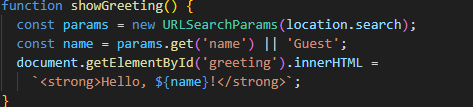 function showGreeting() {
  const params = new URLSearchParams(location.search);
  const name = params.get('name') || 'Guest';
  document.getElementById('greeting').innerHTML =
    `<strong>Hello, ${name}!</strong>`;
}